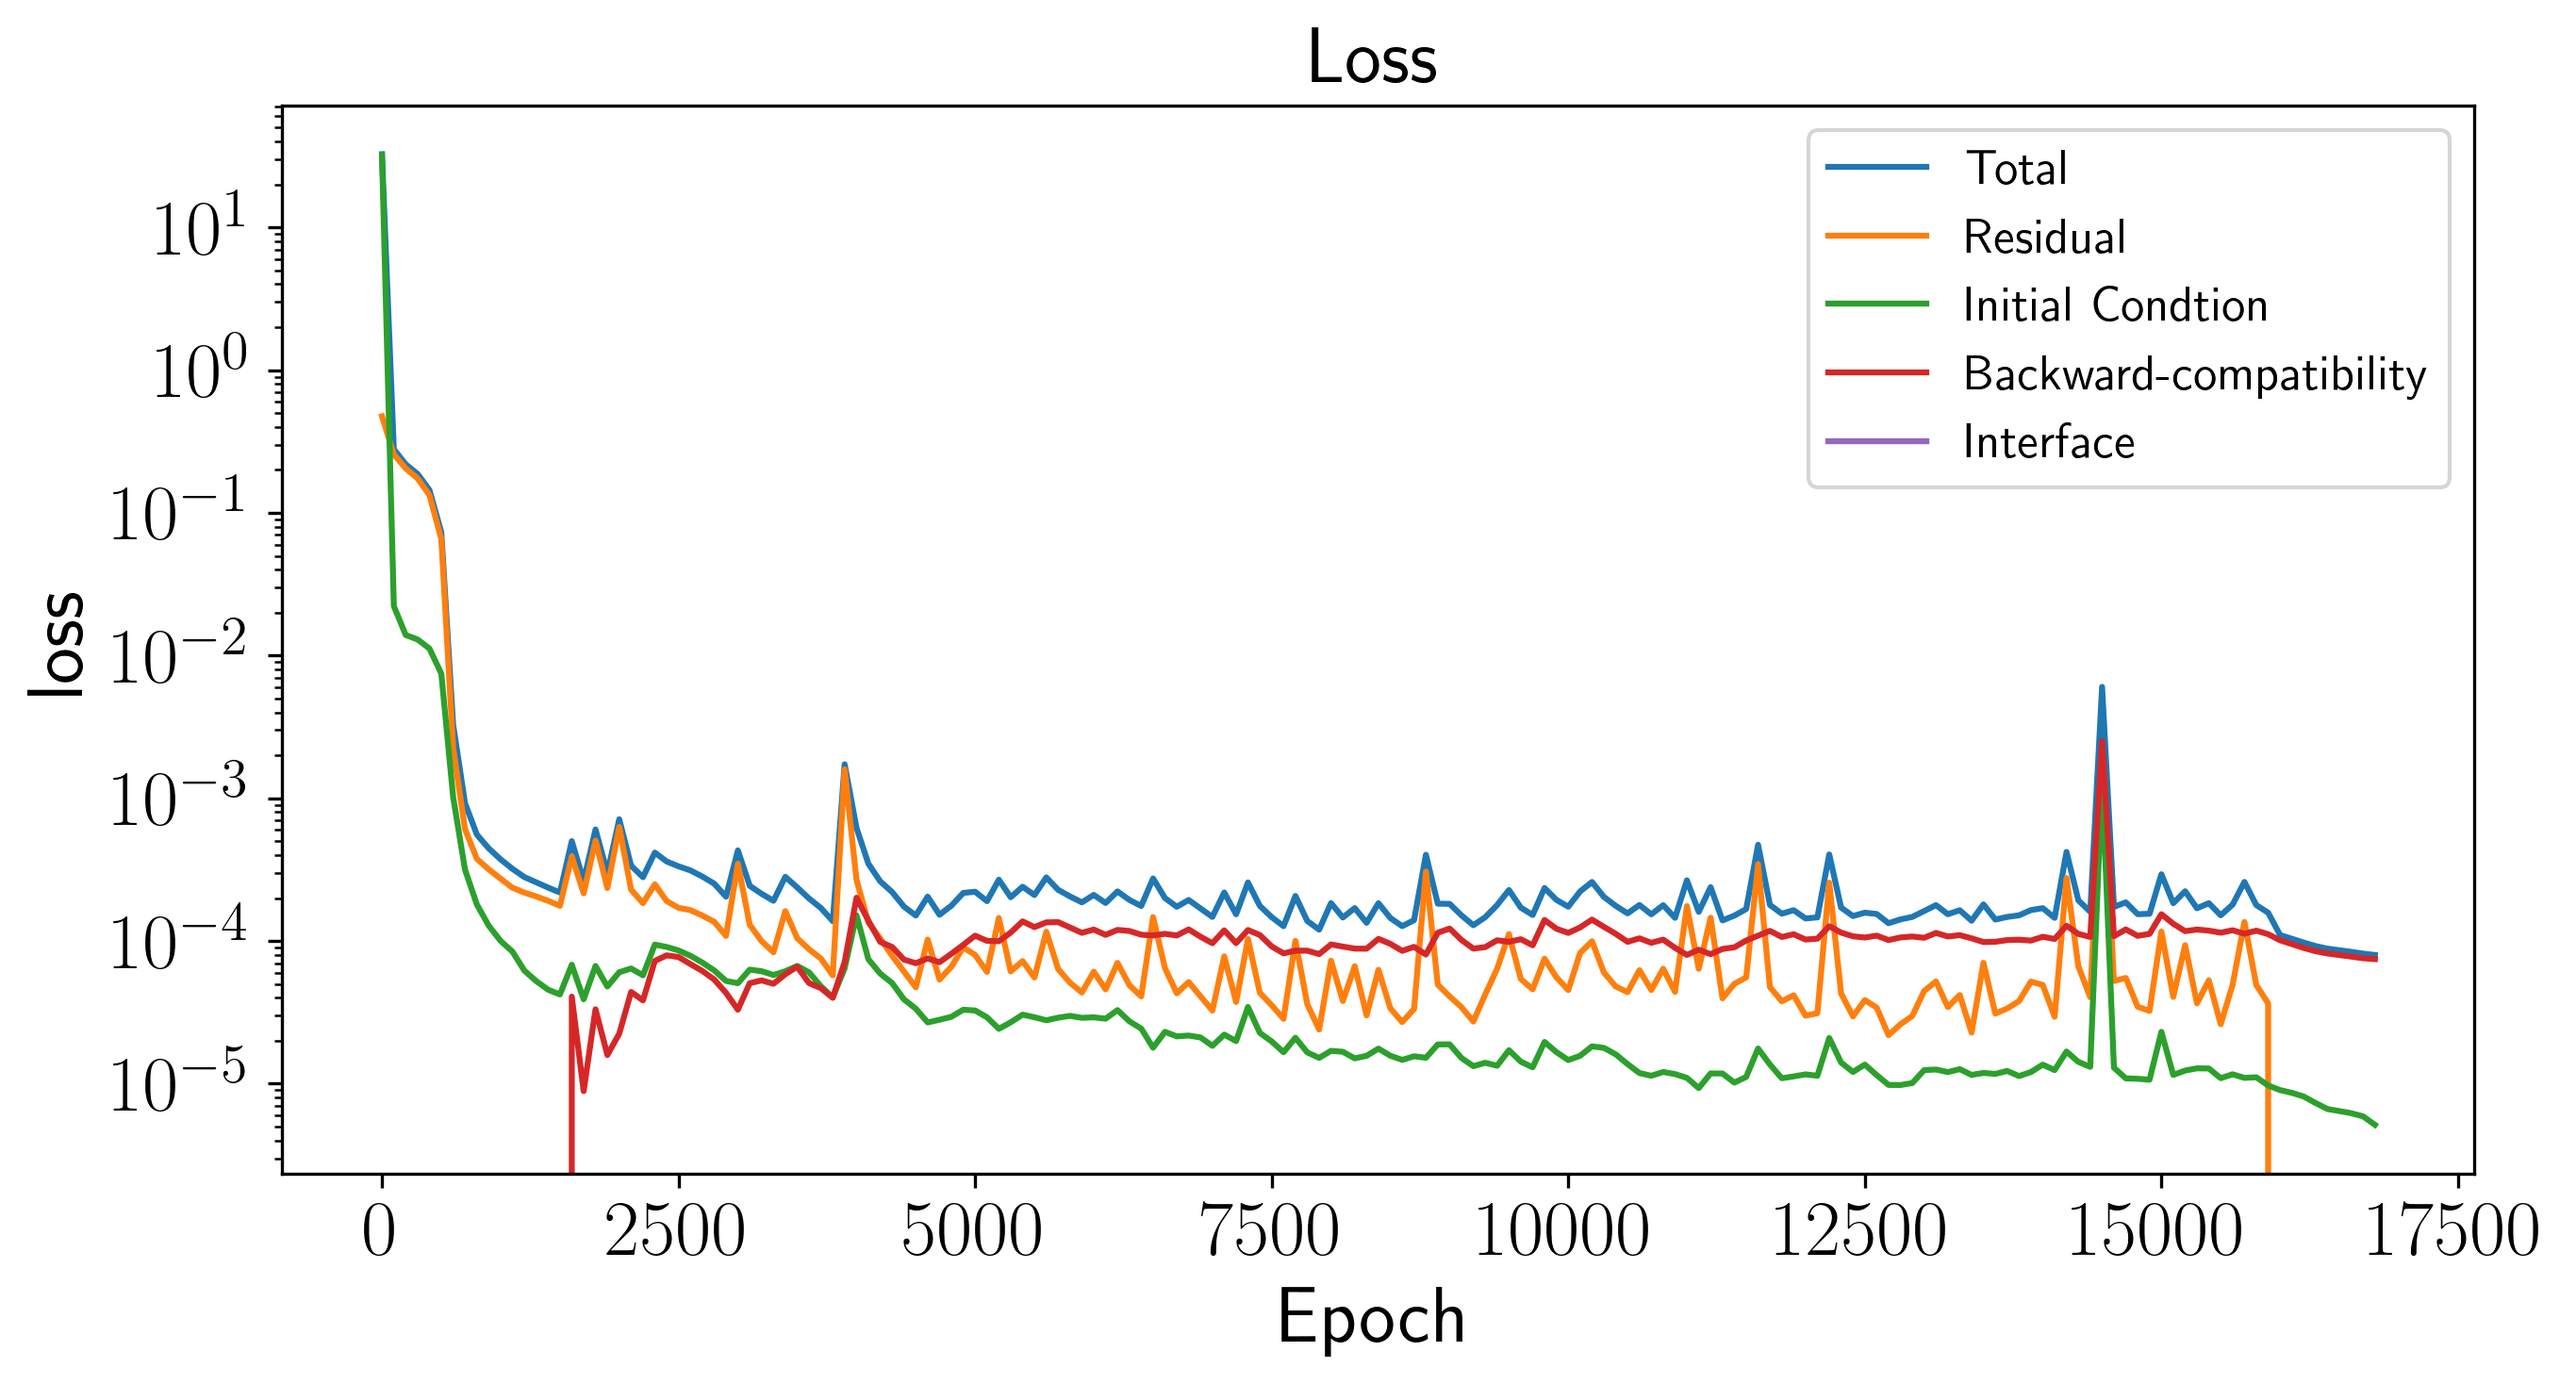 Loss
loss
10^1
10^0
10^−1
10^−2
10^−3
10^−4
10^−5
Total
Residual
Initial Condtion
Backward-compatibility
Interface
0 2500 5000 7500 10000 12500 15000 17500
Epoch